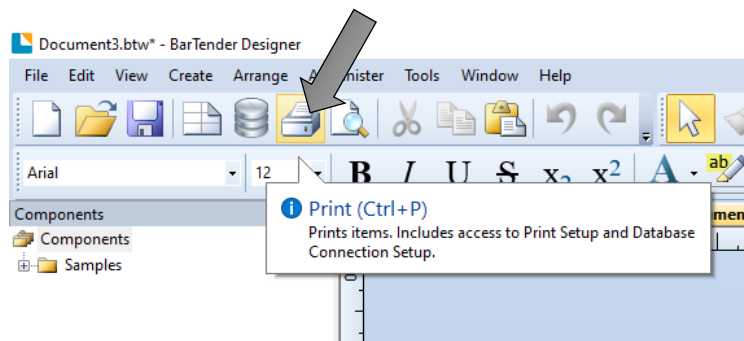 Document3.btw* - BarTender Designer
File Edit View Create Arrange Tools Window Help
Arial 12 B I U S X₂ x² A ab
Components
Components
Samples
Print (Ctrl+P)
Prints items. Includes access to Print Setup and Database
Connection Setup.